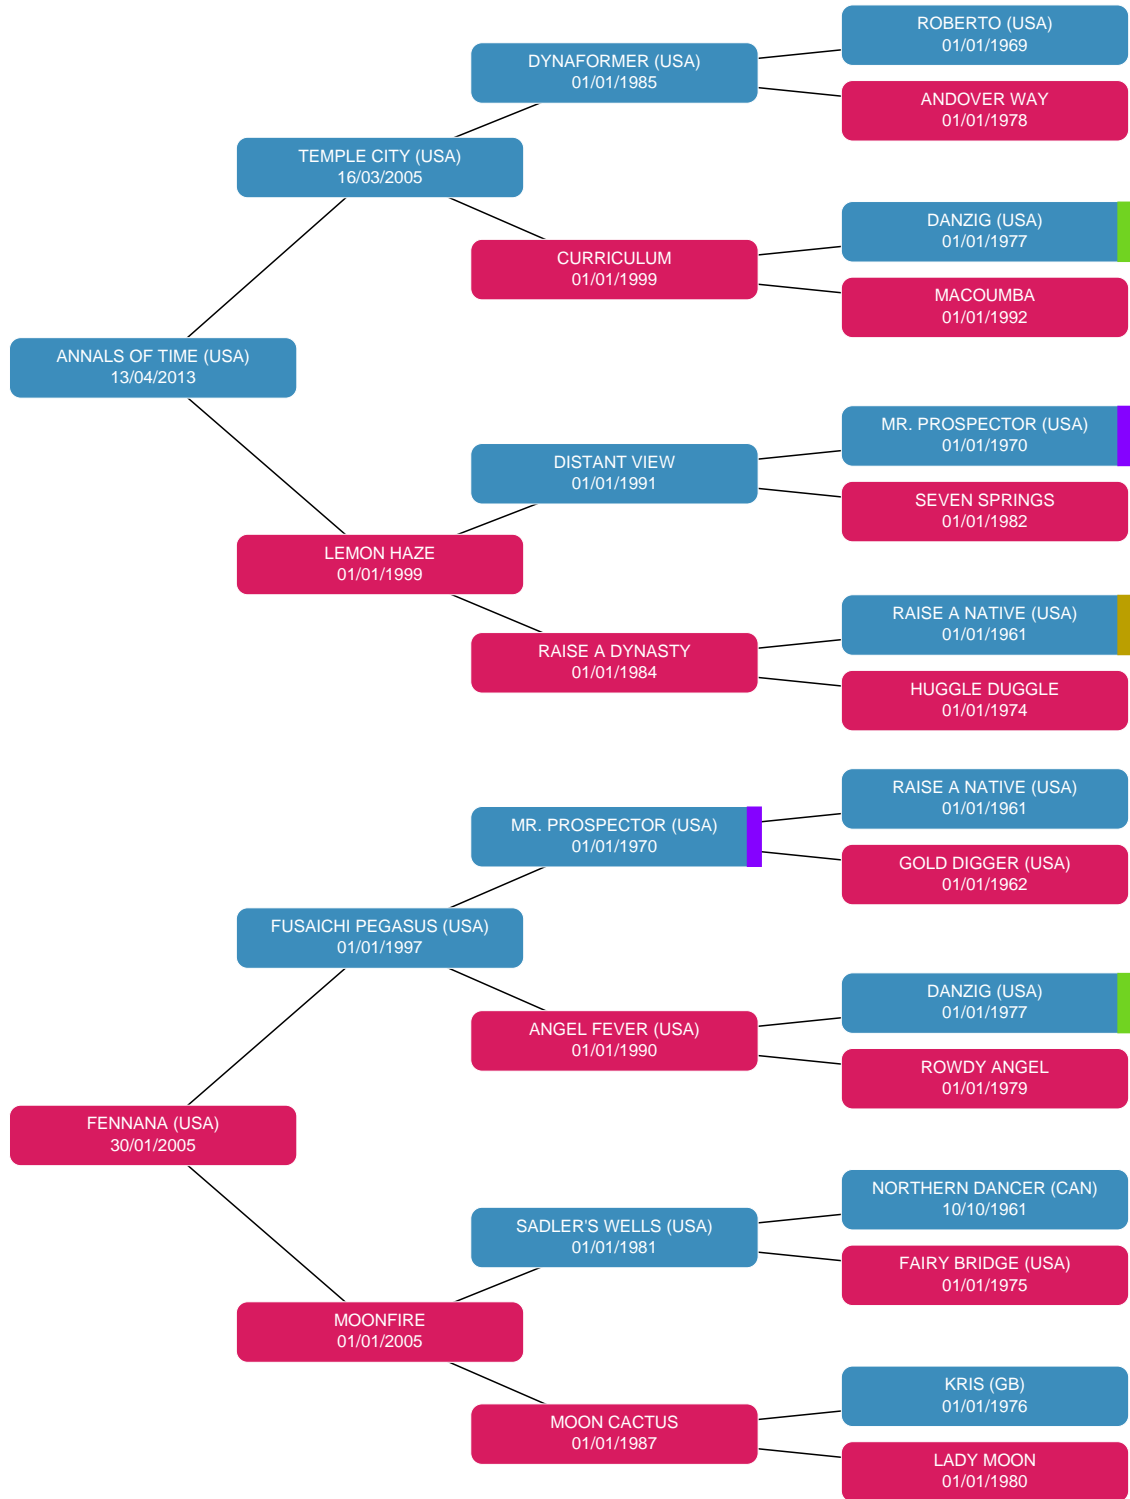 ROBERTO (USA)
01/01/1969
DYNAFORMER (USA)
01/01/1985
ANDOVER WAY
01/01/1978
TEMPLE CITY (USA)
16/03/2005
DANZIG (USA)
01/01/1977
CURRICULUM
01/01/1999
MACOUMBA
01/01/1992
ANNALS OF TIME (USA)
13/04/2013
MR. PROSPECTOR (USA)
01/01/1970
DISTANT VIEW
01/01/1991
SEVEN SPRINGS
01/01/1982
LEMON HAZE
01/01/1999
RAISE A NATIVE (USA)
01/01/1961
RAISE A DYNASTY
01/01/1984
HUGGLE DUGGLE
01/01/1974
RAISE A NATIVE (USA)
01/01/1961
MR. PROSPECTOR (USA)
01/01/1970
GOLD DIGGER (USA)
01/01/1962
FUSAICHI PEGASUS (USA)
01/01/1997
DANZIG (USA)
01/01/1977
ANGEL FEVER (USA)
01/01/1990
ROWDY ANGEL
01/01/1979
FENNANA (USA)
30/01/2005
NORTHERN DANCER (CAN)
10/10/1961
SADLER'S WELLS (USA)
01/01/1981
FAIRY BRIDGE (USA)
01/01/1975
MOONFIRE
01/01/2005
KRIS (GB)
01/01/1976
MOON CACTUS
01/01/1987
LADY MOON
01/01/1980